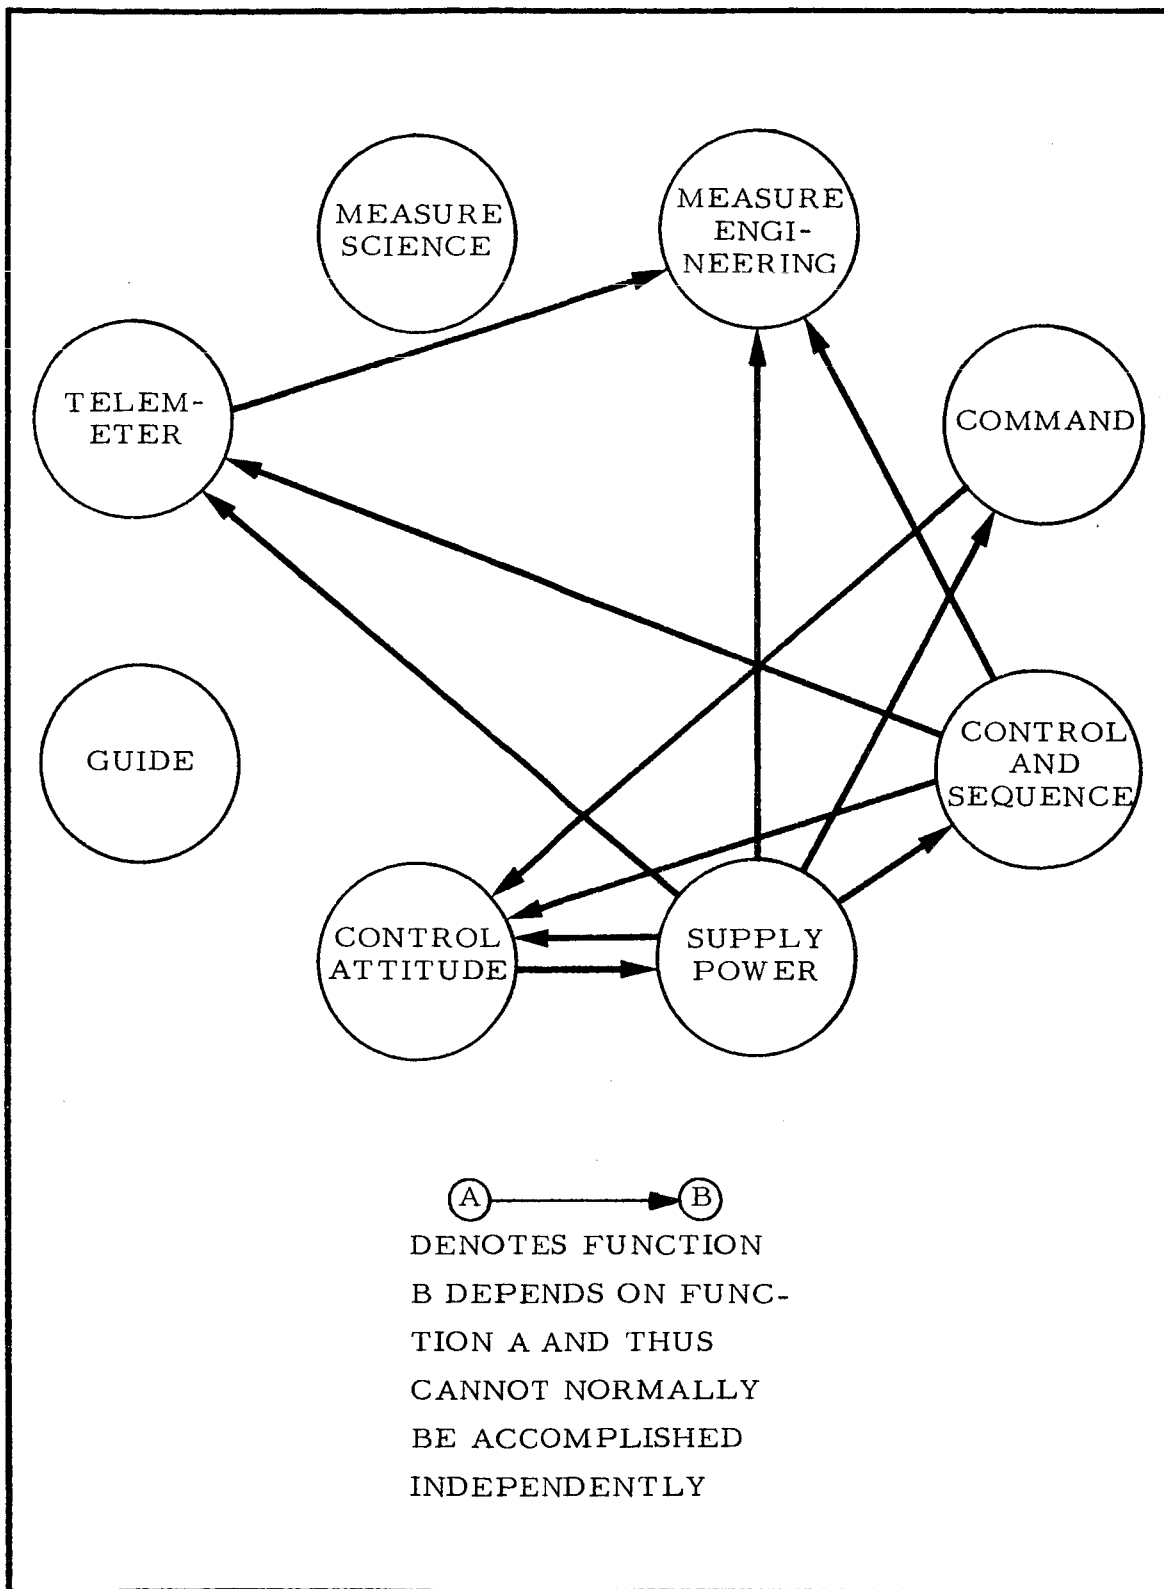 MEASURE
SCIENCE
MEASURE
ENGI-
NEERING
TELEM-
ETER
COMMAND
GUIDE
CONTROL
AND
SEQUENCE
CONTROL
ATTITUDE
SUPPLY
POWER
A B
DENOTES FUNCTION
B DEPENDS ON FUNC-
TION A AND THUS
CANNOT NORMALLY
BE ACCOMPLISHED
INDEPENDENTLY